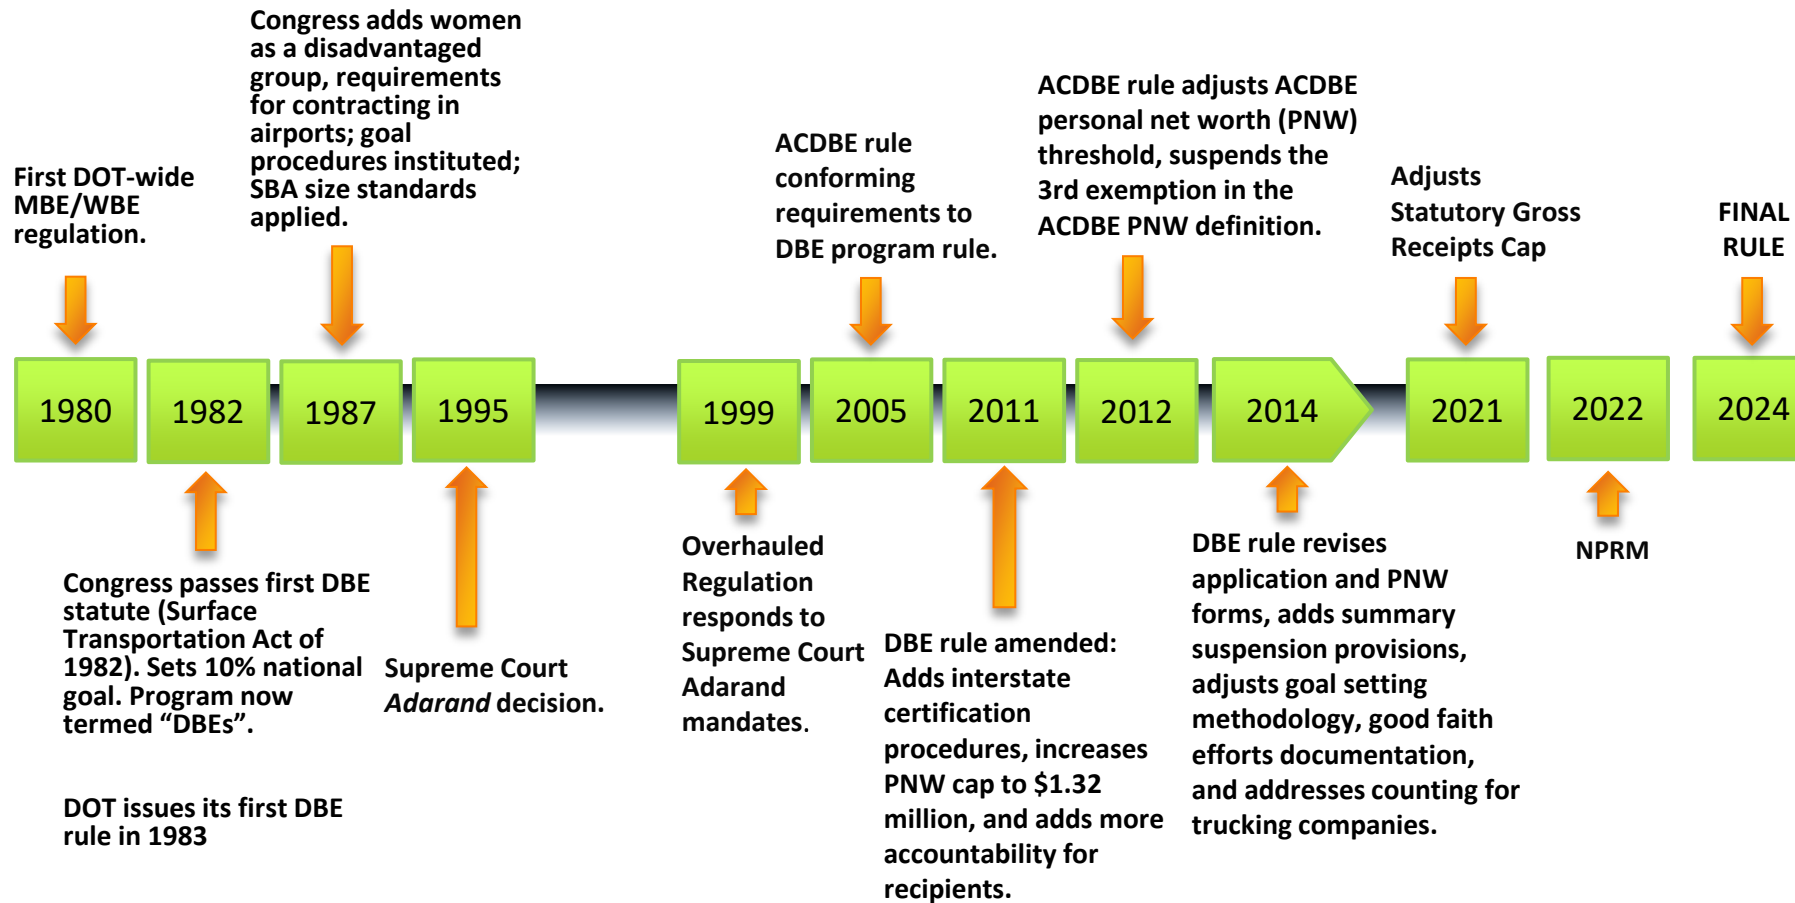 First DOT-wide
MBE/WBE
regulation.
Congress adds women
as a disadvantaged
group, requirements
for contracting in
airports; goal
procedures instituted;
SBA size standards
applied.
ACDBE rule
conforming
requirements to
DBE program rule.
ACDBE rule adjusts ACDBE
personal net worth (PNW)
threshold, suspends the
3rd exemption in the
ACDBE PNW definition.
Adjusts
Statutory Gross
Receipts Cap
FINAL
RULE
1980
1982
1987
1995
1999
2005
2011
2012
2014
2021
2022
2024
Congress passes first DBE
statute (Surface
Transportation Act of
1982). Sets 10% national
goal. Program now
termed “DBEs”.
DOT issues its first DBE
rule in 1983
Supreme Court
Adarand decision.
Overhauled
Regulation
responds to
Supreme Court
Adarand
mandates.
DBE rule amended:
Adds interstate
certification
procedures, increases
PNW cap to $1.32
million, and adds more
accountability for
recipients.
DBE rule revises
application and PNW
forms, adds summary
suspension provisions,
adjusts goal setting
methodology, good faith
efforts documentation,
and addresses counting for
trucking companies.
NPRM